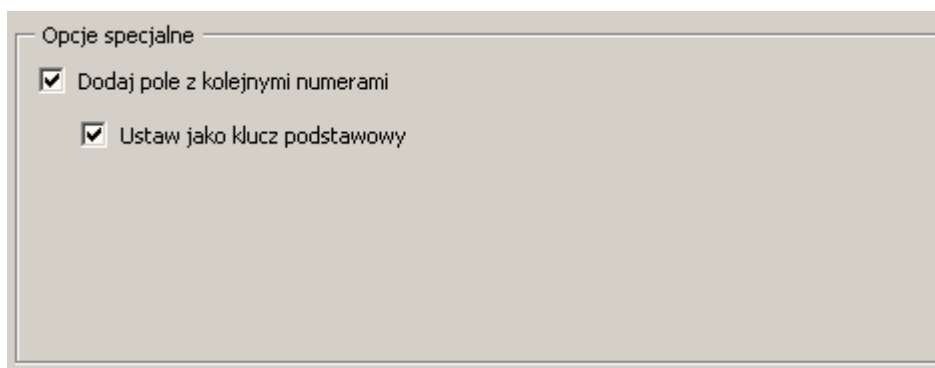 Opcje specjalne
Dodaj pole z kolejnymi numerami
Ustaw jako klucz podstawowy